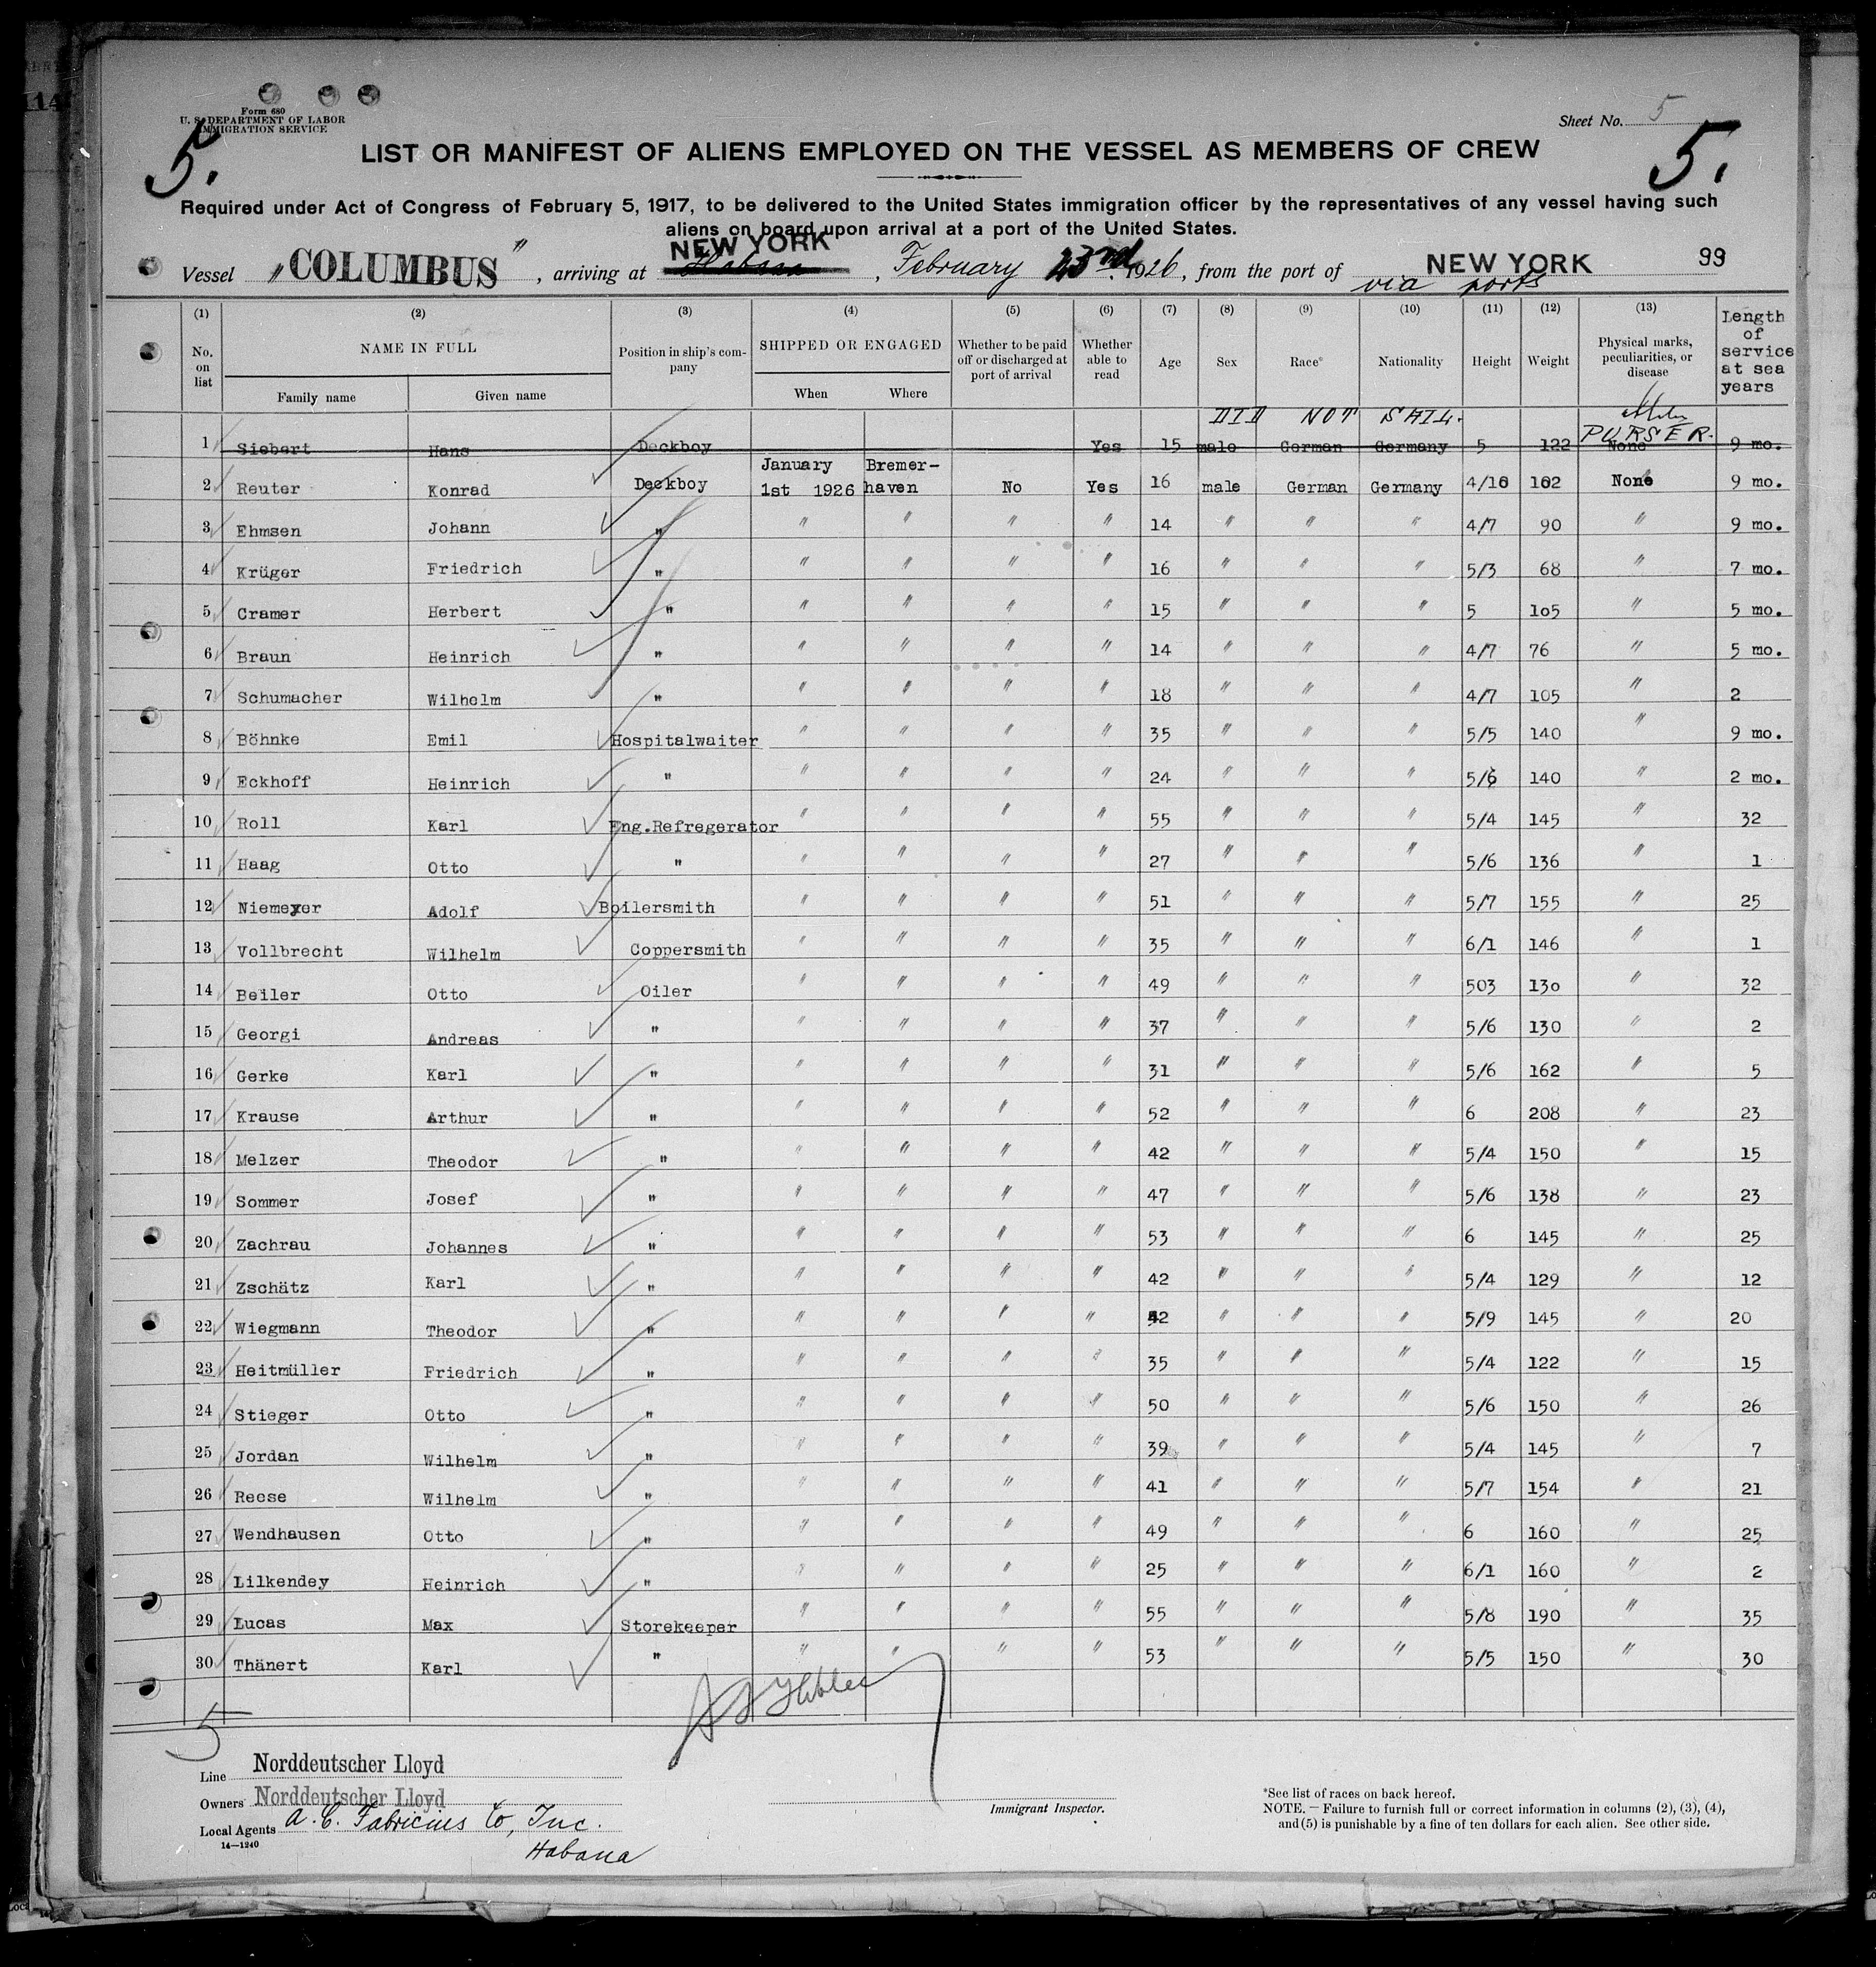 Form 680
U. S. DEPARTMENT OF LABOR
IMMIGRATION SERVICE
Sheet No. 5
5. 5.
LIST OR MANIFEST OF ALIENS EMPLOYED ON THE VESSEL AS MEMBERS OF CREW
Required under Act of Congress of February 5, 1917, to be delivered to the United States immigration officer by the representatives of any vessel having such
aliens on board upon arrival at a port of the United States.
Vessel "COLUMBUS", arriving at Habana NEW YORK, February 23rd 1926, from the port of NEW YORK 99
via ports
(1) (2) (3) (4) (5) (6) (7) (8) (9) (10) (11) (12) (13)
No. on list NAME IN FULL Position in ship's company SHIPPED OR ENGAGED Whether to be paid off or discharged at port of arrival Whether able to read Age Sex Race* Nationality Height Weight Physical marks, peculiarities, or disease Length of service at sea years
Family name Given name When Where
DID NOT SAIL.
PURSER.
1 Siebert Hans Deckboy Yes 15 male German Germany 5 122 None 9 mo.
2 Reuter Konrad Deckboy January 1st 1926 Bremer-haven No Yes 16 male German Germany 4/10 102 None 9 mo.
3 Ehmsen Johann " " " " " 14 " " " 4/7 90 " 9 mo.
4 Krüger Friedrich " " " " " 16 " " " 5/3 68 " 7 mo.
5 Cramer Herbert " " " " " 15 " " " 5 105 " 5 mo.
6 Braun Heinrich " " " " " 14 " " " 4/7 76 " 5 mo.
7 Schumacher Wilhelm " " " " " 18 " " " 4/7 105 " 2
8 Böhnke Emil Hospitalwaiter " " " " 35 " " " 5/5 140 " 9 mo.
9 Eckhoff Heinrich " " " " " 24 " " " 5/6 140 " 2 mo.
10 Roll Karl Eng.Refregerator " " " " 55 " " " 5/4 145 " 32
11 Haag Otto " " " " " 27 " " " 5/6 136 " 1
12 Niemeyer Adolf Boilersmith " " " " 51 " " " 5/7 155 " 25
13 Vollbrecht Wilhelm Coppersmith " " " " 35 " " " 6/1 146 " 1
14 Beiler Otto Oiler " " " " 49 " " " 503 130 " 32
15 Georgi Andreas " " " " " 37 " " " 5/6 130 " 2
16 Gerke Karl " " " " " 31 " " " 5/6 162 " 5
17 Krause Arthur " " " " " 52 " " " 6 208 " 23
18 Melzer Theodor " " " " " 42 " " " 5/4 150 " 15
19 Sommer Josef " " " " " 47 " " " 5/6 138 " 23
20 Zachrau Johannes " " " " " 53 " " " 6 145 " 25
21 Zschätz Karl " " " " " 42 " " " 5/4 129 " 12
22 Wiegmann Theodor " " " " " 42 " " " 5/9 145 " 20
23 Heitmüller Friedrich " " " " " 35 " " " 5/4 122 " 15
24 Stieger Otto " " " " " 50 " " " 5/6 150 " 26
25 Jordan Wilhelm " " " " " 39 " " " 5/4 145 " 7
26 Reese Wilhelm " " " " " 41 " " " 5/7 154 " 21
27 Wendhausen Otto " " " " " 49 " " " 6 160 " 25
28 Lilkendey Heinrich " " " " " 25 " " " 6/1 160 " 2
29 Lucas Max Storekeeper " " " " 55 " " " 5/8 190 " 35
30 Thänert Karl " " " " " 53 " " " 5/5 150 " 30
5
Line Norddeutscher Lloyd
Owners Norddeutscher Lloyd
Local Agents A. C. Fabricius Co, Inc.
Habana
14—1240
Immigrant Inspector.
*See list of races on back hereof.
NOTE. — Failure to furnish full or correct information in columns (2), (3), (4),
and (5) is punishable by a fine of ten dollars for each alien. See other side.